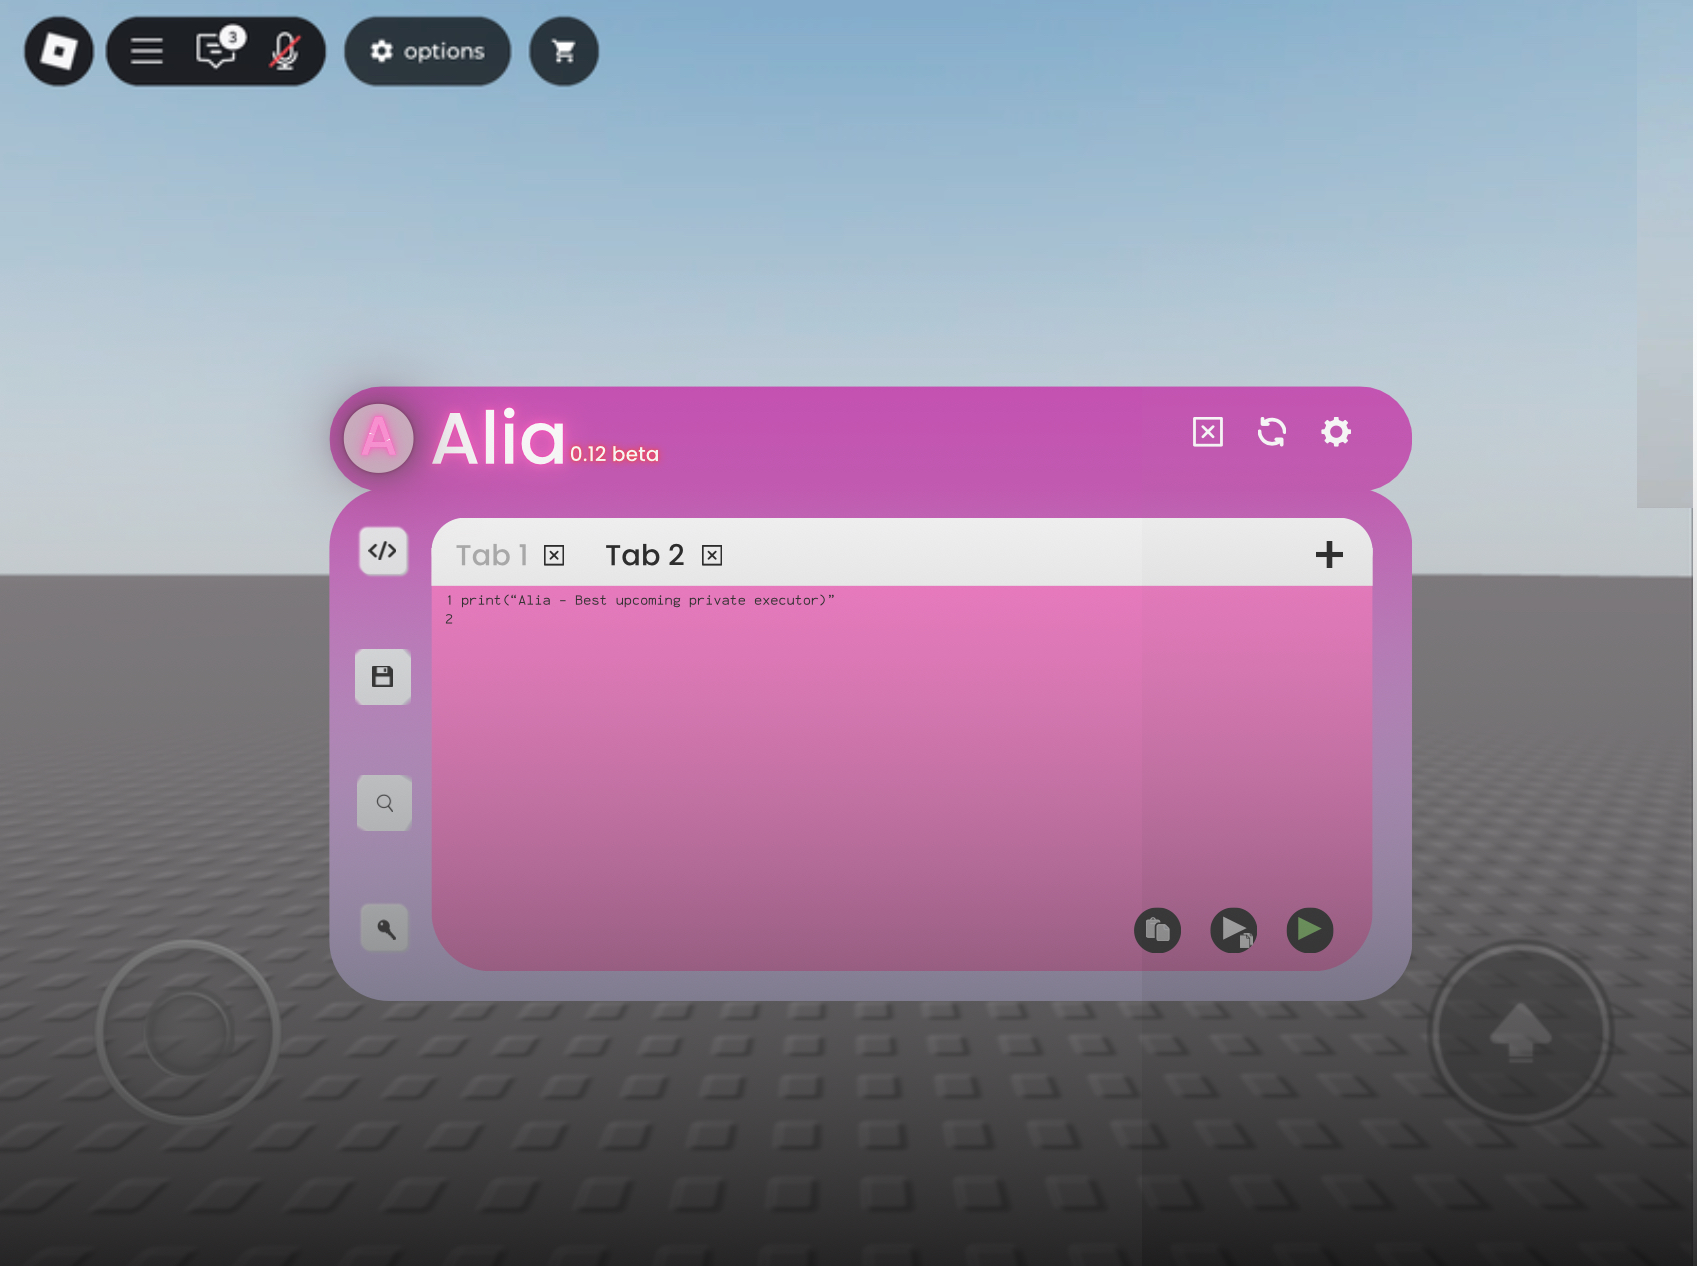 3
options
A
Alia 0.12 beta
Tab 1 Tab 2
1 print(“Alia - Best upcoming private executor)”
2